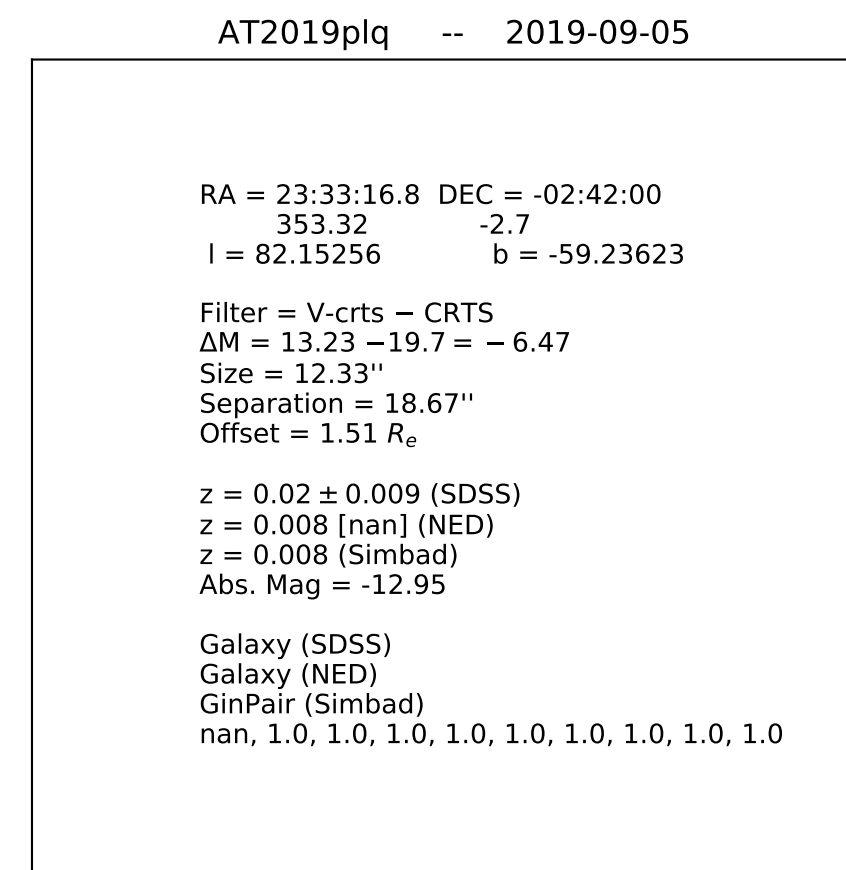 AT2019plq -- 2019-09-05
RA = 23:33:16.8 DEC = -02:42:00
353.32 -2.7
l = 82.15256 b = -59.23623
Filter = V-crts − CRTS
ΔM = 13.23 −19.7 = − 6.47
Size = 12.33''
Separation = 18.67''
Offset = 1.51 Rₑ
z = 0.02 ± 0.009 (SDSS)
z = 0.008 [nan] (NED)
z = 0.008 (Simbad)
Abs. Mag = -12.95
Galaxy (SDSS)
Galaxy (NED)
GinPair (Simbad)
nan, 1.0, 1.0, 1.0, 1.0, 1.0, 1.0, 1.0, 1.0, 1.0